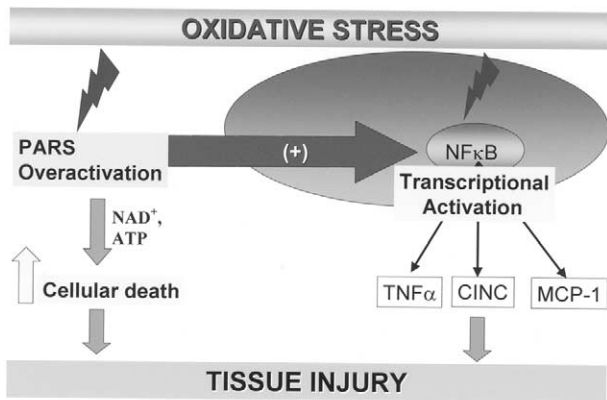 OXIDATIVE STRESS
PARS
Overactivation
(+)
NFκB
Transcriptional
Activation
NAD⁺,
ATP
Cellular death
TNFα
CINC
MCP-1
TISSUE INJURY